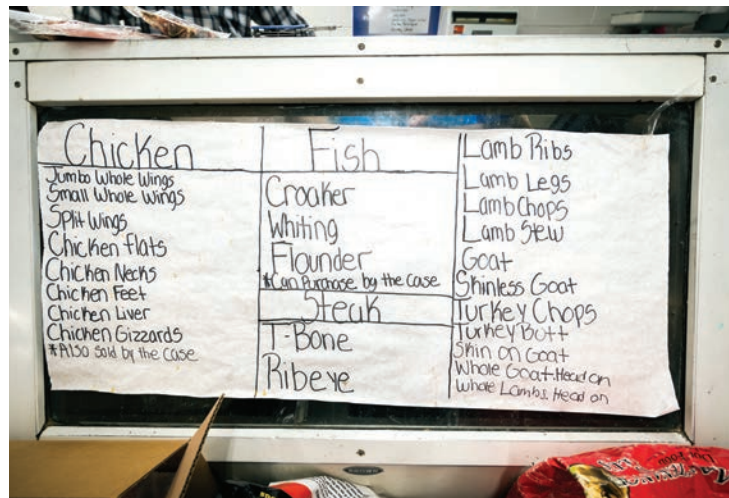 Chicken
Jumbo Whole Wings
Small Whole Wings
Split Wings
Chicken flats
Chicken Necks
Chicken Feet
Chicken Liver
Chicken Gizzards
*Also Sold by the Case
Fish
Croaker
Whiting
Flounder
*Can Purchase by the Case
Steak
T-Bone
Ribeye
Lamb Ribs
Lamb Legs
Lamb Chops
Lamb Stew
Goat
Skinless Goat
Turkey Chops
Turkey Butt
Skin on Goat
Whole Goat. Head on
Whole Lambs. Head on